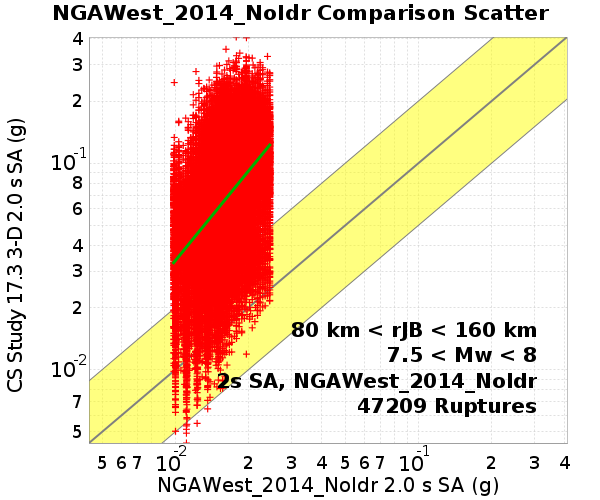 NGAWest_2014_NoIdr Comparison Scatter
CS Study 17.3 3-D 2.0 s SA (g)
4
3
2
10^-1
8
6
4
3
2
10^-2
7
5
80 km < rJB < 160 km
7.5 < Mw < 8
2s SA, NGAWest_2014_NoIdr
47209 Ruptures
5 6 7 10^-2 2 3 4 5 6 7 10^-1 2 3 4
NGAWest_2014_NoIdr 2.0 s SA (g)